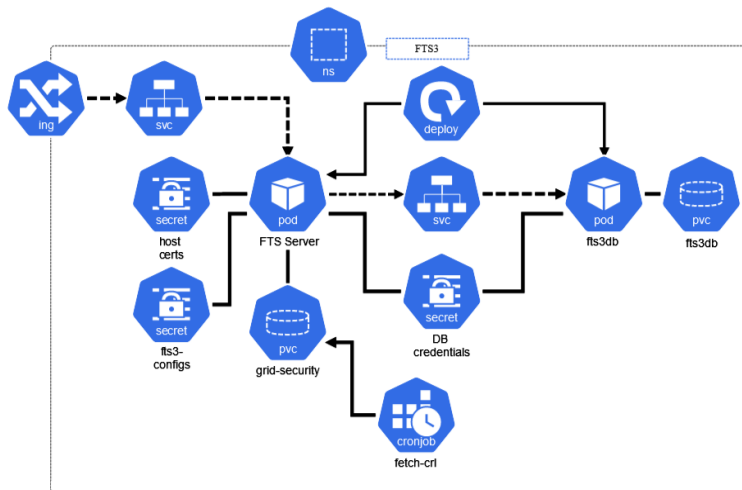 FTS3
ns
ing
svc
deploy
secret
host
certs
pod
FTS Server
svc
pod
fts3db
pvc
fts3db
secret
fts3-
configs
pvc
grid-security
secret
DB
credentials
cronjob
fetch-crl